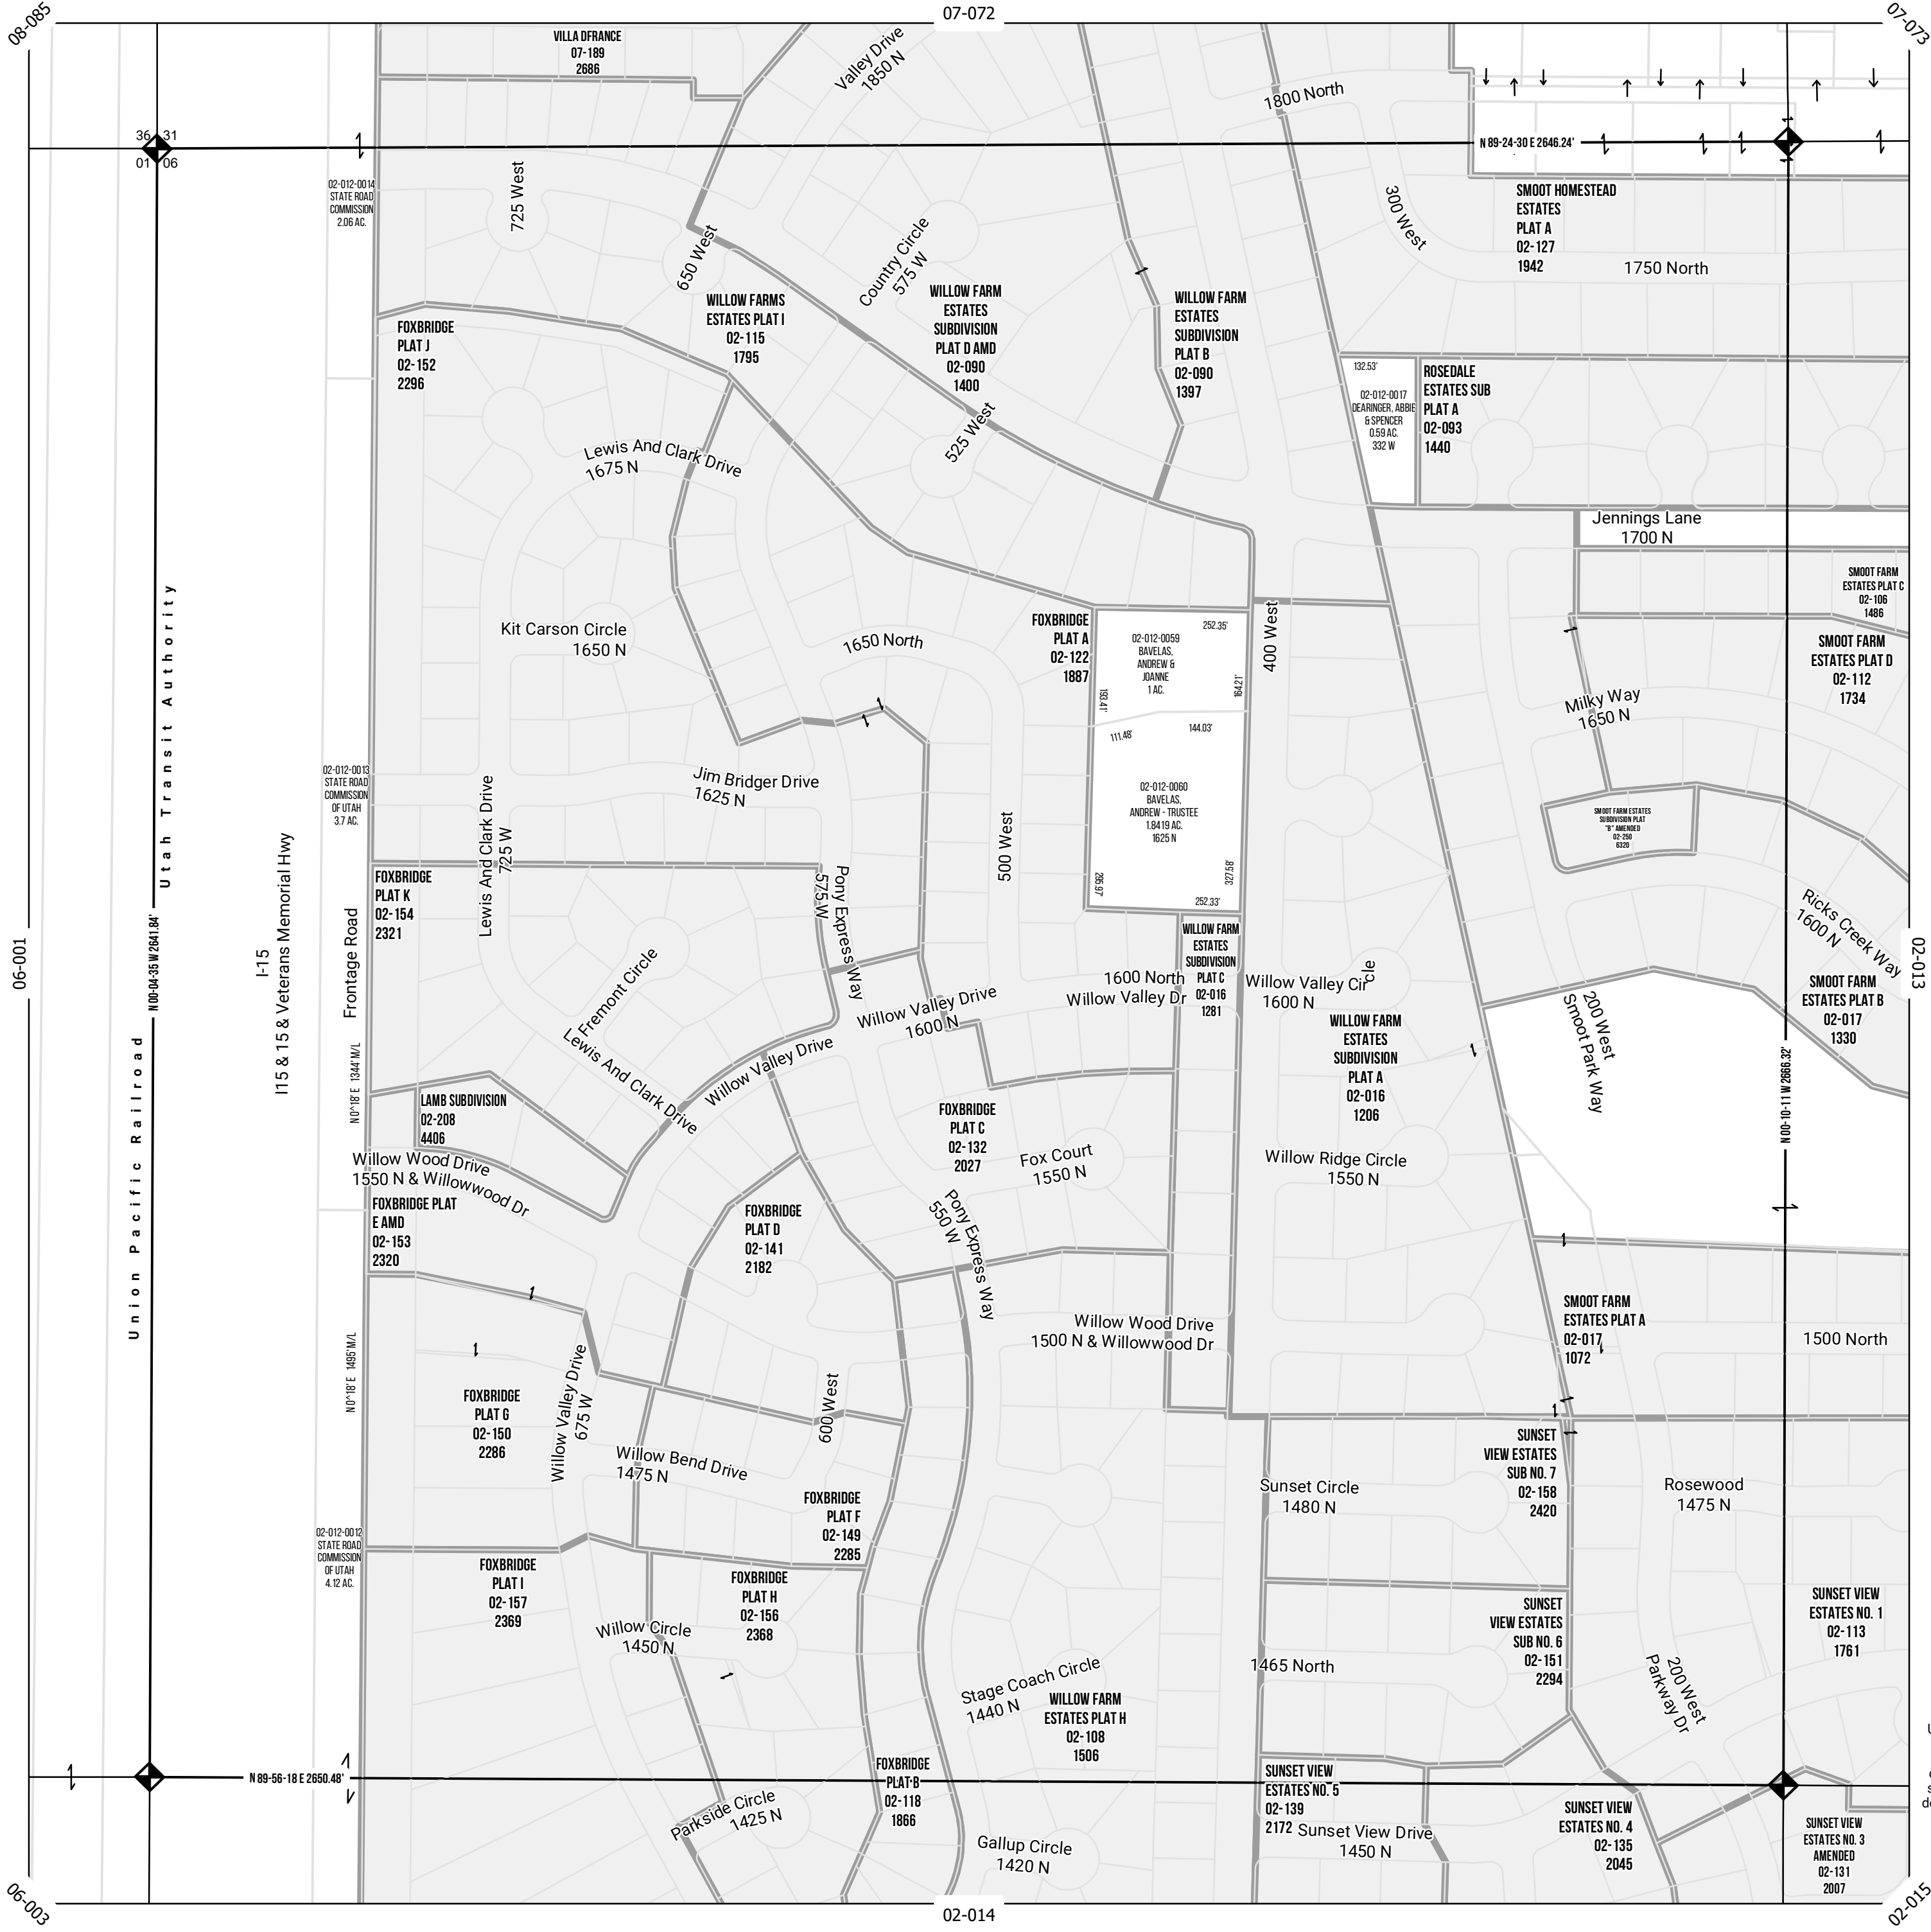 08-085
07-072
07-073
VILLA DFRANCE
07-189
2686
Valley Drive
1850 N
1800 North
36 31
01 06
N 89-24-30 E 2646.24'
02-012-0014
STATE ROAD
COMMISSION
2.06 AC.
725 West
650 West
Country Circle
575 W
300 West
SMOOT HOMESTEAD
ESTATES
PLAT A
02-127
1942
1750 North
FOXBRIDGE
PLAT J
02-152
2296
WILLOW FARMS
ESTATES PLAT I
02-115
1795
WILLOW FARM
ESTATES
SUBDIVISION
PLAT D AMD
02-090
1400
WILLOW FARM
ESTATES
SUBDIVISION
PLAT B
02-090
1397
132.53'
02-012-0017
DEARINGER, ABBIE
& SPENCER
0.59 AC.
332 W
ROSEDALE
ESTATES SUB
PLAT A
02-093
1440
525 West
Lewis And Clark Drive
1675 N
Jennings Lane
1700 N
SMOOT FARM
ESTATES PLAT C
02-106
1486
SMOOT FARM
ESTATES PLAT D
02-112
1734
Kit Carson Circle
1650 N
1650 North
FOXBRIDGE
PLAT A
02-122
1887
252.35'
02-012-0059
BAVELAS,
ANDREW &
JOANNE
1 AC.
193.41'
164.21'
400 West
111.48'
144.03'
02-012-0060
BAVELAS,
ANDREW - TRUSTEE
1.8419 AC.
1625 N
296.97'
327.58'
252.33'
Milky Way
1650 N
SMOOT FARM ESTATES
SUBDIVISION PLAT
"B" AMENDED
02-250
6320
Utah Transit Authority
Union Pacific Railroad
N 00-04-35 W 2641.84'
I-15
I15 & 15 & Veterans Memorial Hwy
02-012-0013
STATE ROAD
COMMISSION
OF UTAH
3.7 AC.
Frontage Road
Jim Bridger Drive
1625 N
Lewis And Clark Drive
725 W
500 West
FOXBRIDGE
PLAT K
02-154
2321
Pony Express Way
575 W
06-001
02-013
Ricks Creek Way
1600 N
SMOOT FARM
ESTATES PLAT B
02-017
1330
WILLOW FARM
ESTATES
SUBDIVISION
PLAT C
02-016
1281
1600 North
Willow Valley Dr
Willow Valley Circle
1600 N
Willow Valley Drive
1600 N
Fremont Circle
Lewis And Clark Drive
Willow Valley Drive
WILLOW FARM
ESTATES
SUBDIVISION
PLAT A
02-016
1206
200 West
Smoot Park Way
N 00-10-11 W 2666.32'
N 0^18' E 1344' M/L
LAMB SUBDIVISION
02-208
4406
Willow Wood Drive
1550 N & Willowwood Dr
FOXBRIDGE
PLAT C
02-132
2027
Fox Court
1550 N
Willow Ridge Circle
1550 N
FOXBRIDGE PLAT
E AMD
02-153
2320
FOXBRIDGE
PLAT D
02-141
2182
Pony Express Way
550 W
Willow Wood Drive
1500 N & Willowwood Dr
SMOOT FARM
ESTATES PLAT A
02-017
1072
1500 North
N 0^18' E 1495' M/L
FOXBRIDGE
PLAT G
02-150
2286
Willow Valley Drive
675 W
600 West
Willow Bend Drive
1475 N
FOXBRIDGE
PLAT F
02-149
2285
Sunset Circle
1480 N
SUNSET
VIEW ESTATES
SUB NO. 7
02-158
2420
Rosewood
1475 N
02-012-0012
STATE ROAD
COMMISSION
OF UTAH
4.12 AC.
FOXBRIDGE
PLAT I
02-157
2369
FOXBRIDGE
PLAT H
02-156
2368
Willow Circle
1450 N
1465 North
SUNSET
VIEW ESTATES
SUB NO. 6
02-151
2294
SUNSET VIEW
ESTATES NO. 1
02-113
1761
200 West
Parkway Dr
Stage Coach Circle
1440 N
WILLOW FARM
ESTATES PLAT H
02-108
1506
N 89-56-18 E 2650.48'
FOXBRIDGE
PLAT B
02-118
1866
Parkside Circle
1425 N
Gallup Circle
1420 N
SUNSET VIEW
ESTATES NO. 5
02-139
2172
Sunset View Drive
1450 N
SUNSET VIEW
ESTATES NO. 4
02-135
2045
SUNSET VIEW
ESTATES NO. 3
AMENDED
02-131
2007
06-003
02-014
02-015